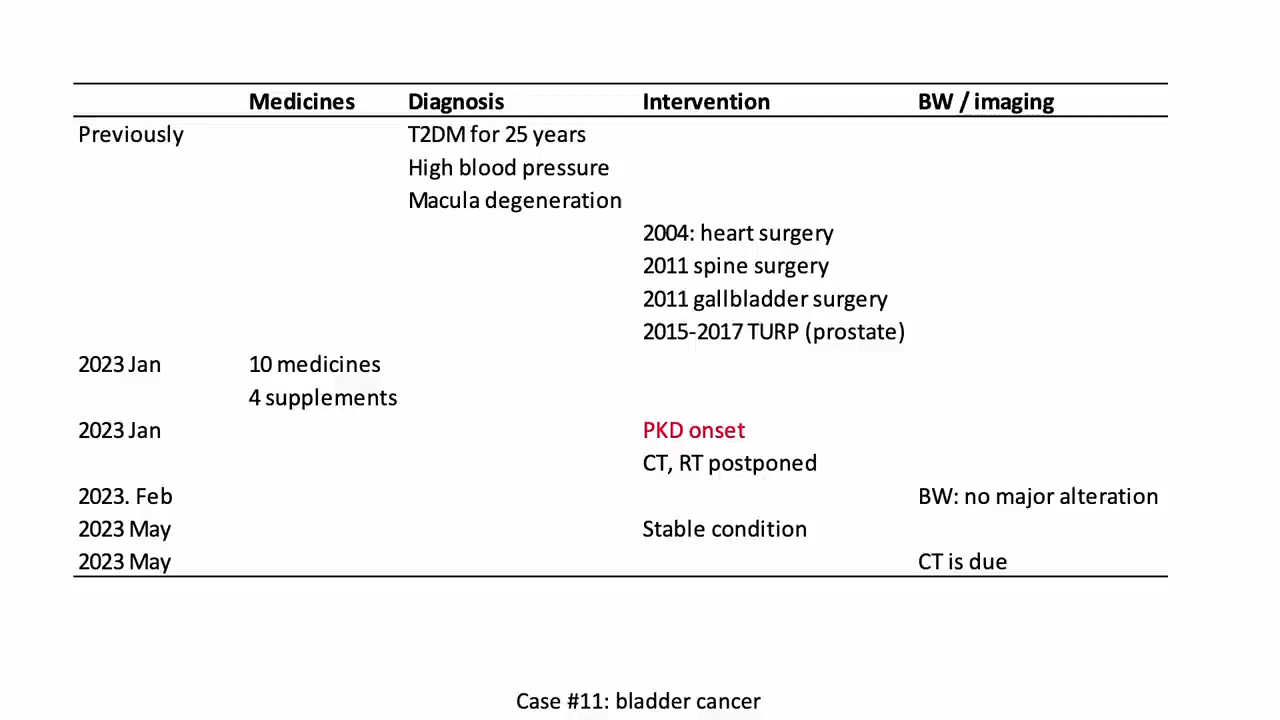 Medicines Diagnosis Intervention BW / imaging
Previously T2DM for 25 years
High blood pressure
Macula degeneration
2004: heart surgery
2011 spine surgery
2011 gallbladder surgery
2015-2017 TURP (prostate)
2023 Jan 10 medicines
4 supplements
2023 Jan PKD onset
CT, RT postponed
2023. Feb BW: no major alteration
2023 May Stable condition
2023 May CT is due
Case #11: bladder cancer